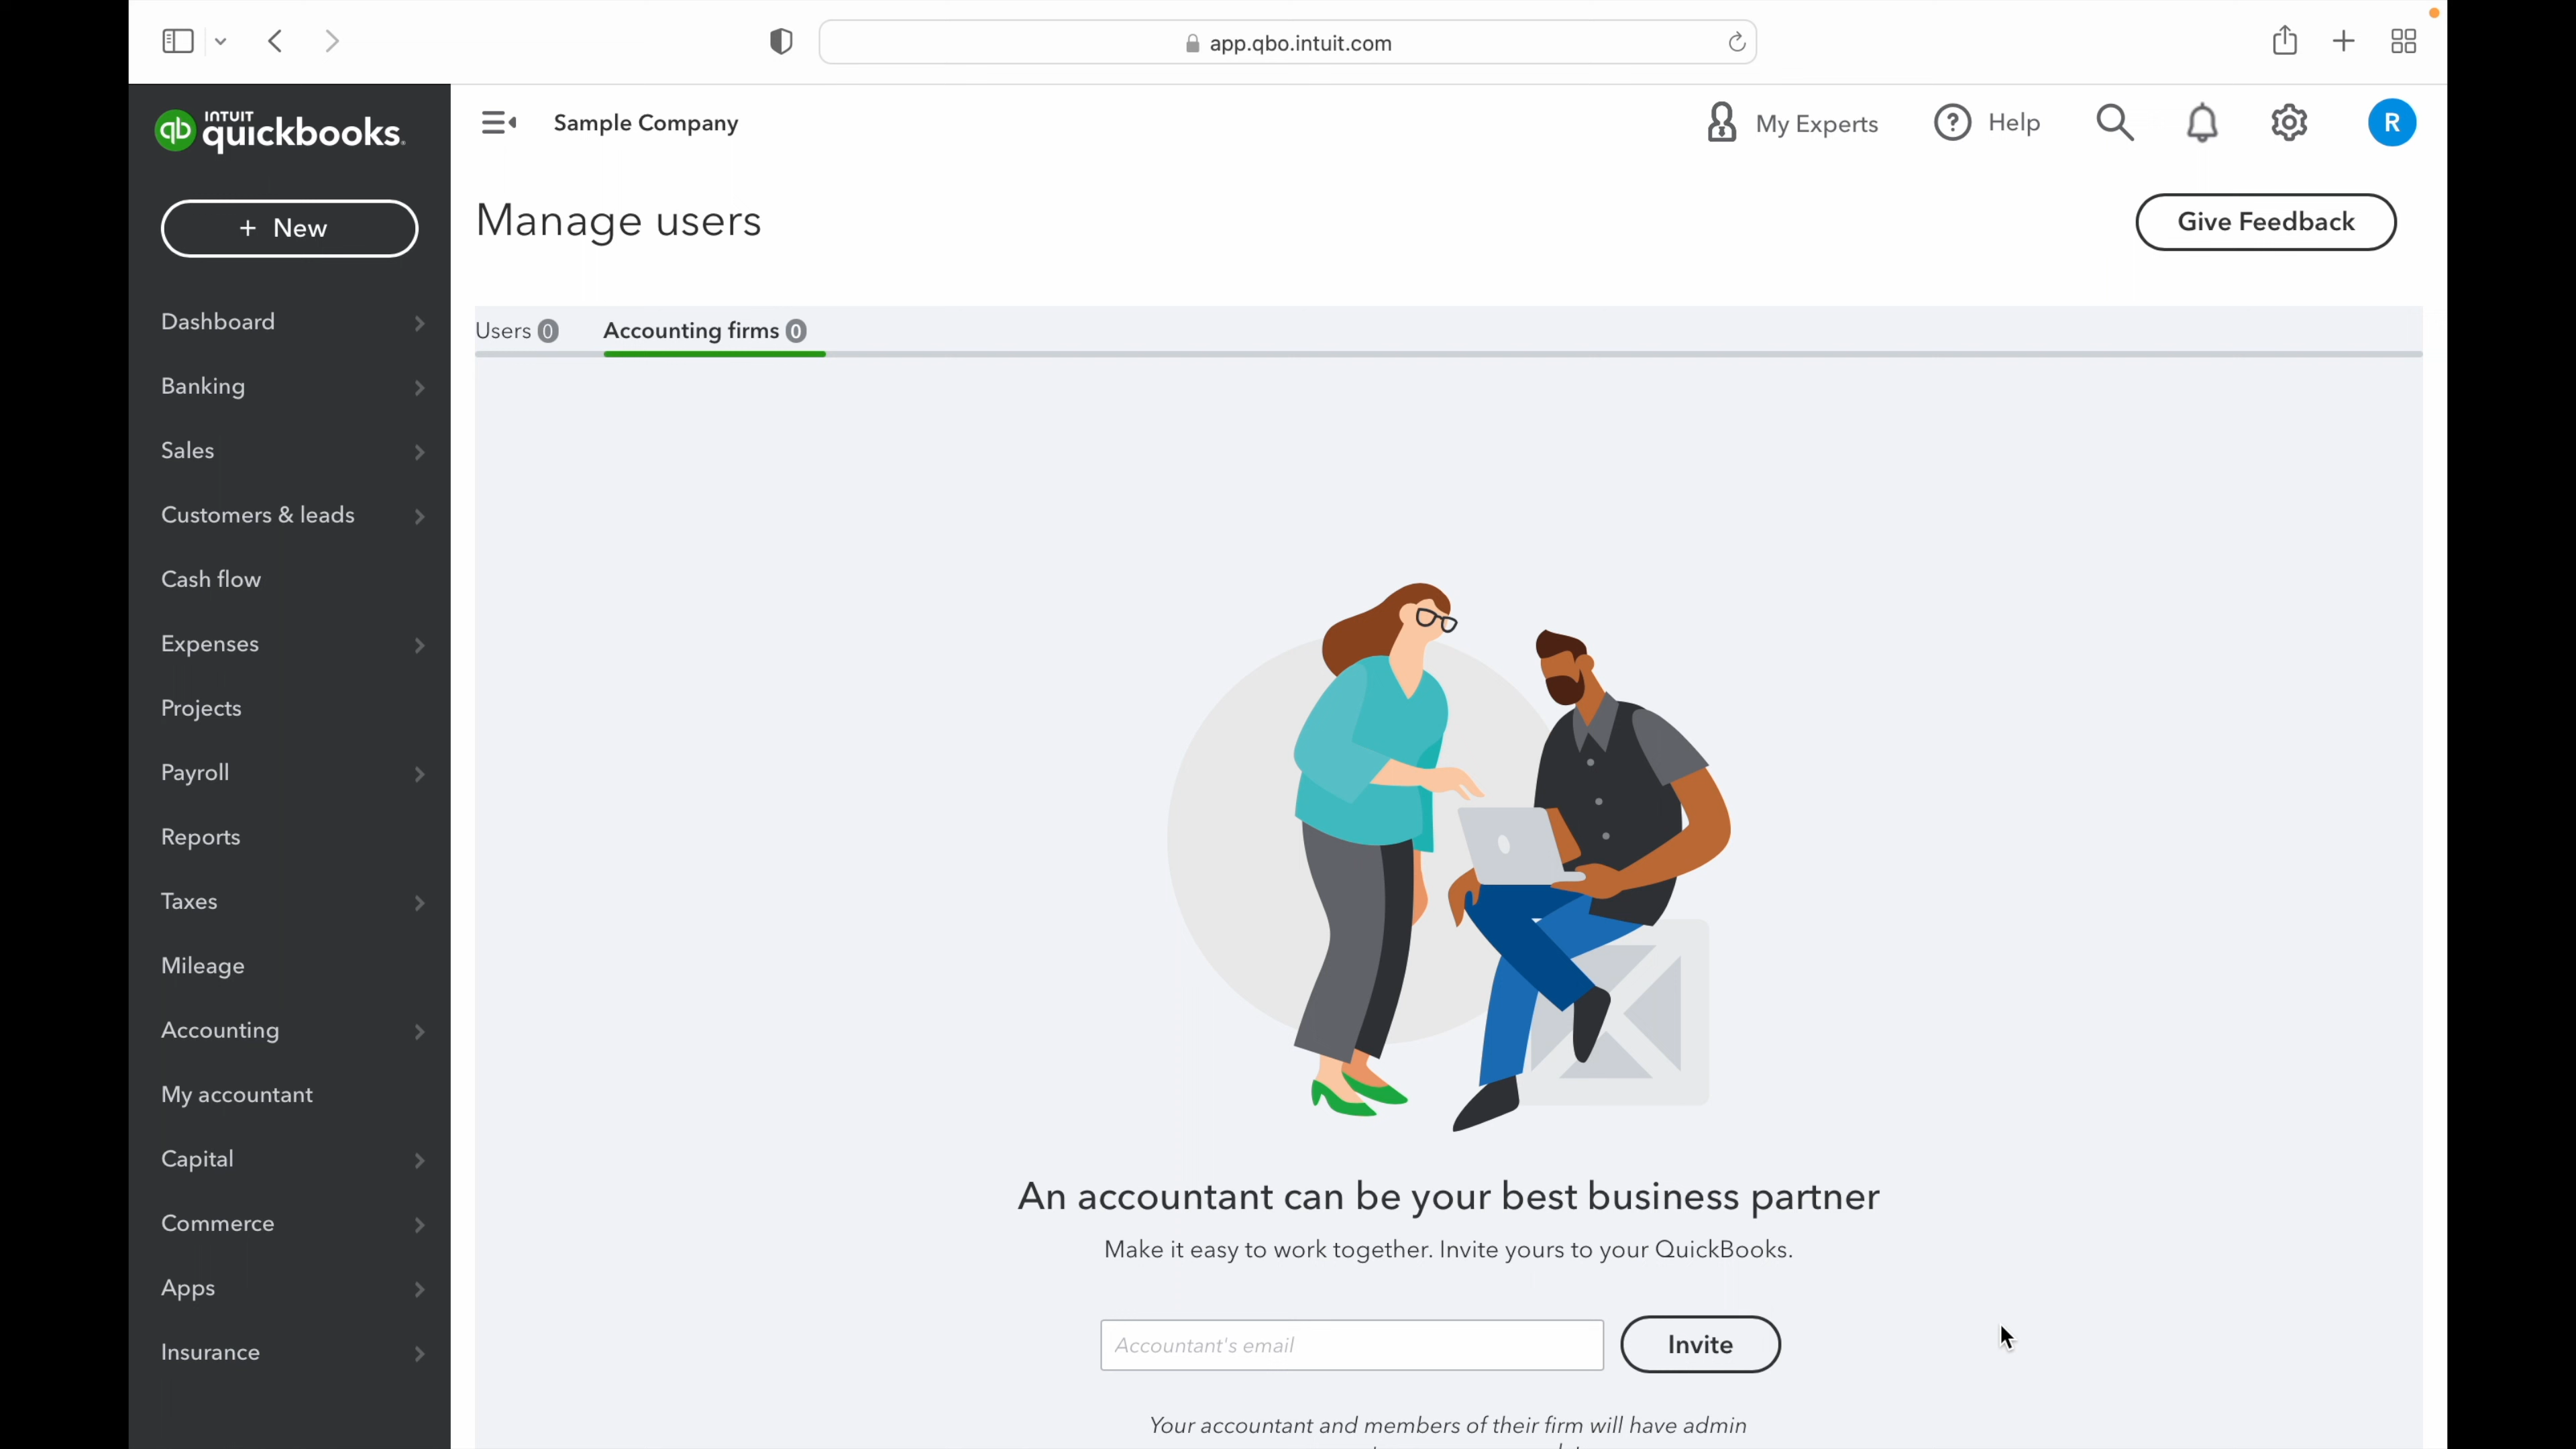 app.qbo.intuit.com
INTUIT
quickbooks.
qb
Sample Company
My Experts
? Help
R
+ New
Manage users
Give Feedback
Users 0
Accounting firms 0
Dashboard
Banking
Sales
Customers & leads
Cash flow
Expenses
Projects
Payroll
Reports
Taxes
Mileage
Accounting
My accountant
Capital
Commerce
Apps
Insurance
An accountant can be your best business partner
Make it easy to work together. Invite yours to your QuickBooks.
Accountant's email
Invite
Your accountant and members of their firm will have admin